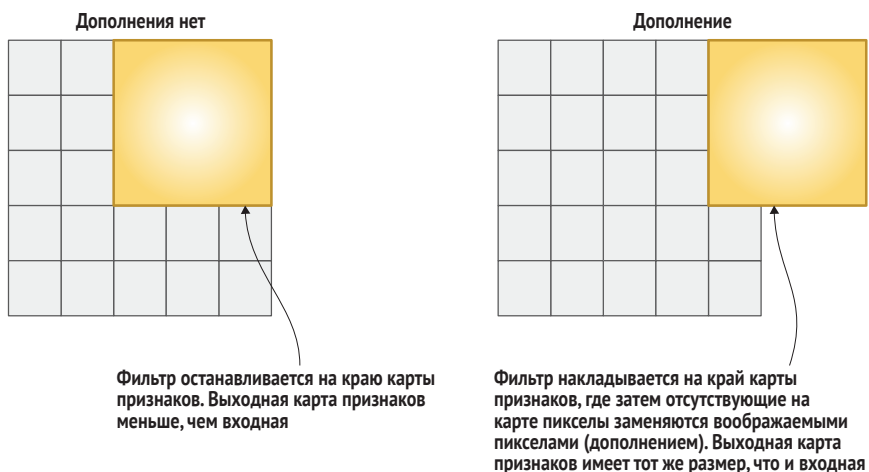 Дополнения нет
Дополнение
Фильтр останавливается на краю карты
признаков. Выходная карта признаков
меньше, чем входная
Фильтр накладывается на край карты
признаков, где затем отсутствующие на
карте пикселы заменяются воображаемыми
пикселами (дополнением). Выходная карта
признаков имеет тот же размер, что и входная